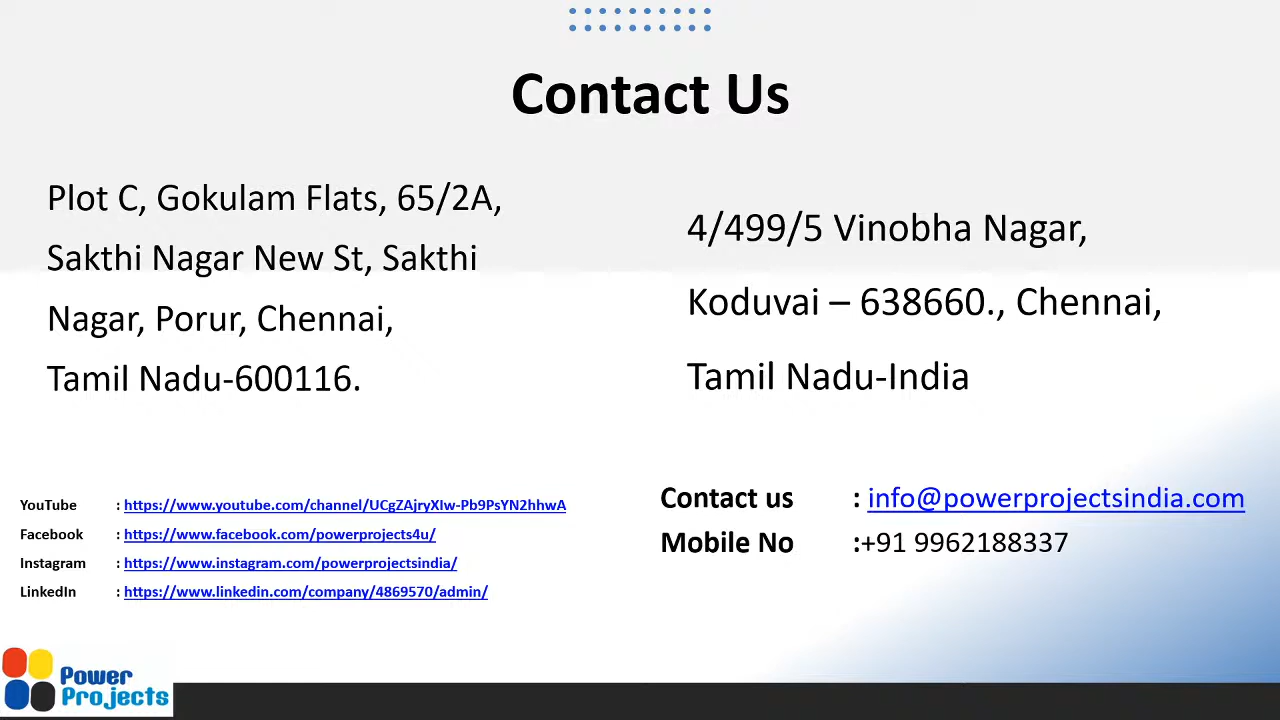 Contact Us
Plot C, Gokulam Flats, 65/2A,
Sakthi Nagar New St, Sakthi
Nagar, Porur, Chennai,
Tamil Nadu-600116.
4/499/5 Vinobha Nagar,
Koduvai – 638660., Chennai,
Tamil Nadu-India
YouTube : https://www.youtube.com/channel/UCgZAjryXIw-Pb9PsYN2hhwA
Facebook : https://www.facebook.com/powerprojects4u/
Instagram : https://www.instagram.com/powerprojectsindia/
LinkedIn : https://www.linkedin.com/company/4869570/admin/
Contact us : info@powerprojectsindia.com
Mobile No :+91 9962188337
Power
Projects